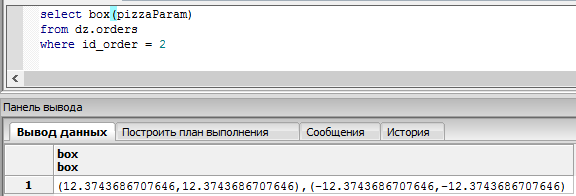 select box(pizzaParam)
from dz.orders
where id_order = 2
Панель вывода
Вывод данных Построить план выполнения Сообщения История
box
box
1 (12.3743686707646,12.3743686707646),(-12.3743686707646,-12.3743686707646)